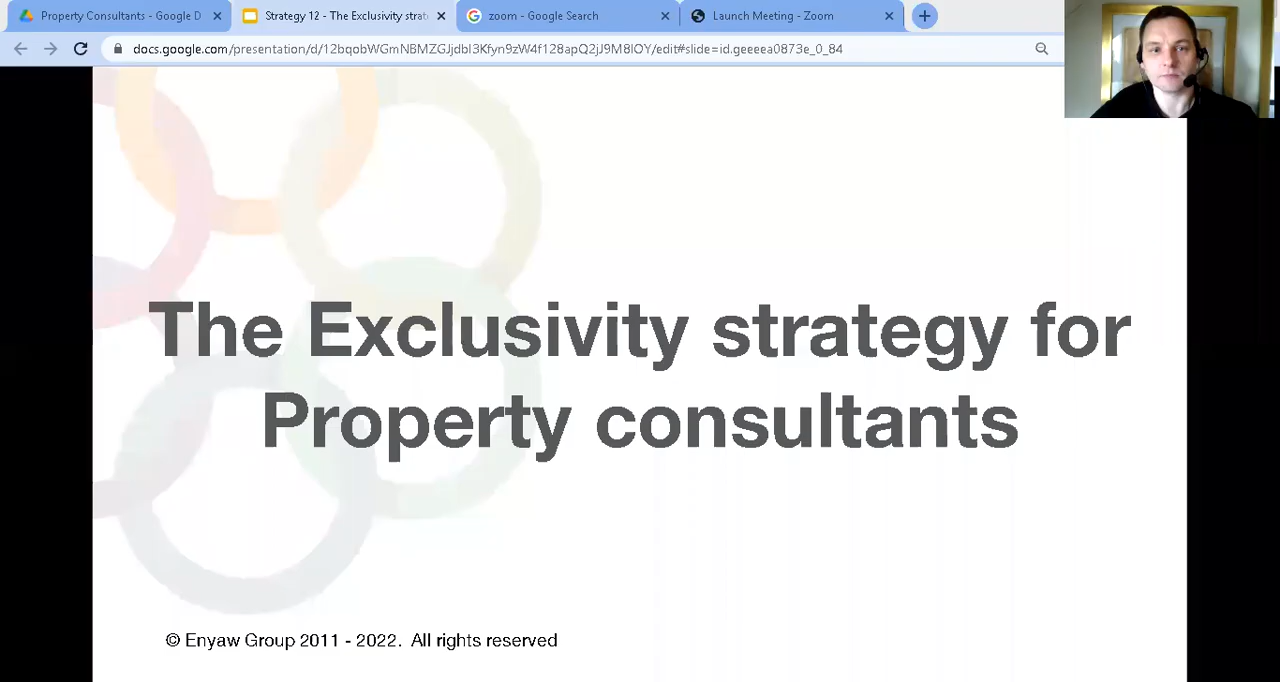 Property Consultants - Google D
Strategy 12 - The Exclusivity strat
zoom - Google Search
Launch Meeting - Zoom
docs.google.com/presentation/d/12bqobWGmNBMZGJjdbI3Kfyn9zW4f128apQ2jJ9M8IOY/edit#slide=id.geeeea0873e_0_84
The Exclusivity strategy for
Property consultants
© Enyaw Group 2011 - 2022. All rights reserved